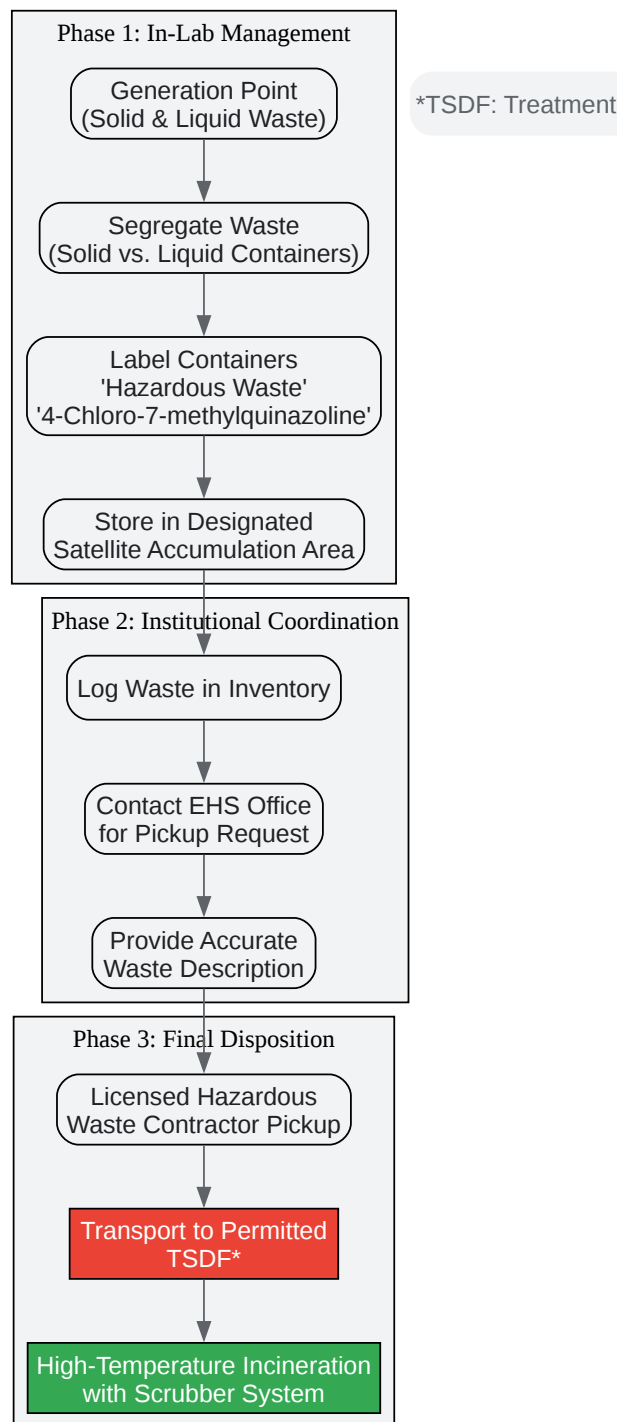 Phase 1: In-Lab Management
Generation Point
(Solid & Liquid Waste)
*TSDF: Treatment
Segregate Waste
(Solid vs. Liquid Containers)
Label Containers
'Hazardous Waste'
'4-Chloro-7-methylquinazoline'
Store in Designated
Satellite Accumulation Area
Phase 2: Institutional Coordination
Log Waste in Inventory
Contact EHS Office
for Pickup Request
Provide Accurate
Waste Description
Phase 3: Final Disposition
Licensed Hazardous
Waste Contractor Pickup
Transport to Permitted
TSDF*
High-Temperature Incineration
with Scrubber System